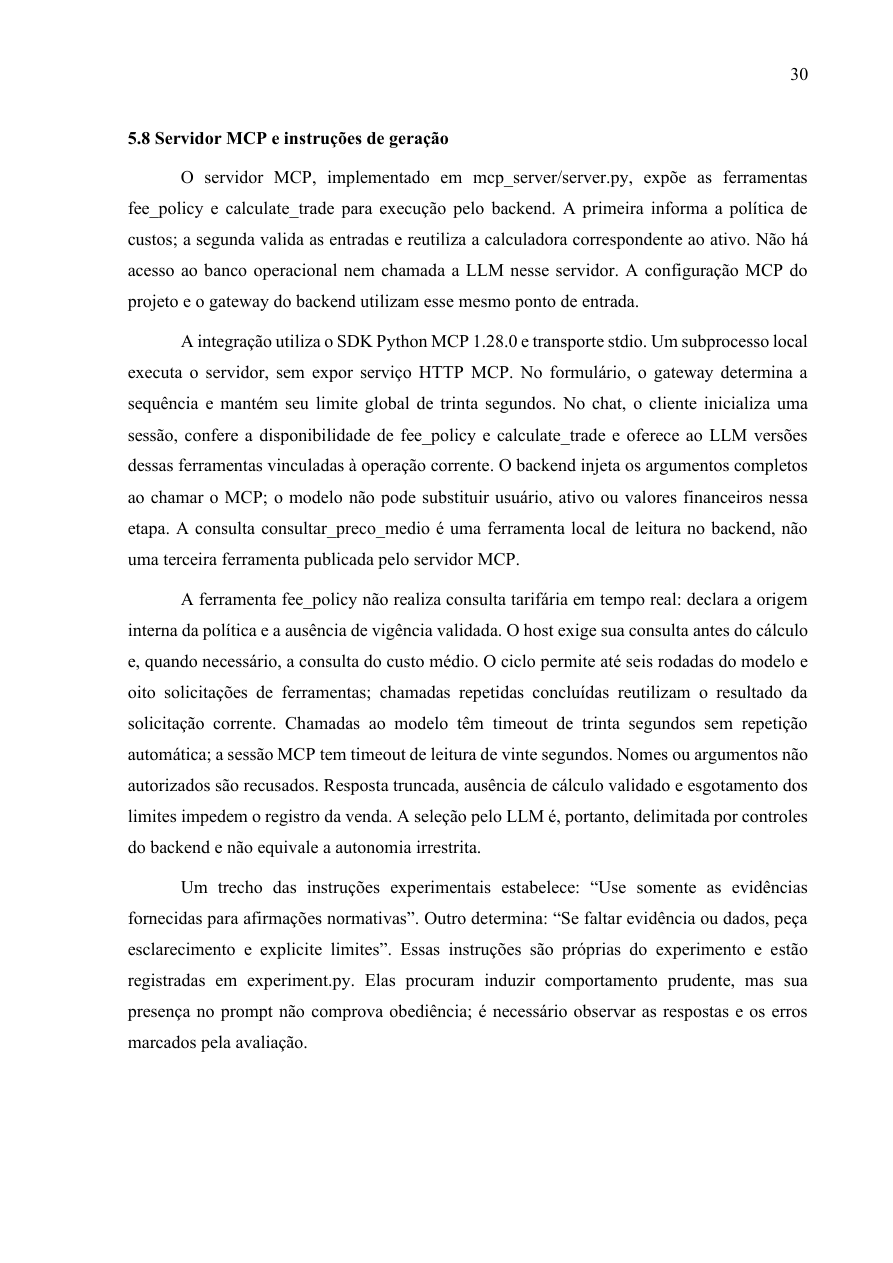 30
5.8 Servidor MCP e instruções de geração
O servidor MCP, implementado em mcp_server/server.py, expõe as ferramentas
fee_policy e calculate_trade para execução pelo backend. A primeira informa a política de
custos; a segunda valida as entradas e reutiliza a calculadora correspondente ao ativo. Não há
acesso ao banco operacional nem chamada a LLM nesse servidor. A configuração MCP do
projeto e o gateway do backend utilizam esse mesmo ponto de entrada.
A integração utiliza o SDK Python MCP 1.28.0 e transporte stdio. Um subprocesso local
executa o servidor, sem expor serviço HTTP MCP. No formulário, o gateway determina a
sequência e mantém seu limite global de trinta segundos. No chat, o cliente inicializa uma
sessão, confere a disponibilidade de fee_policy e calculate_trade e oferece ao LLM versões
dessas ferramentas vinculadas à operação corrente. O backend injeta os argumentos completos
ao chamar o MCP; o modelo não pode substituir usuário, ativo ou valores financeiros nessa
etapa. A consulta consultar_preco_medio é uma ferramenta local de leitura no backend, não
uma terceira ferramenta publicada pelo servidor MCP.
A ferramenta fee_policy não realiza consulta tarifária em tempo real: declara a origem
interna da política e a ausência de vigência validada. O host exige sua consulta antes do cálculo
e, quando necessário, a consulta do custo médio. O ciclo permite até seis rodadas do modelo e
oito solicitações de ferramentas; chamadas repetidas concluídas reutilizam o resultado da
solicitação corrente. Chamadas ao modelo têm timeout de trinta segundos sem repetição
automática; a sessão MCP tem timeout de leitura de vinte segundos. Nomes ou argumentos não
autorizados são recusados. Resposta truncada, ausência de cálculo validado e esgotamento dos
limites impedem o registro da venda. A seleção pelo LLM é, portanto, delimitada por controles
do backend e não equivale a autonomia irrestrita.
Um trecho das instruções experimentais estabelece: “Use somente as evidências
fornecidas para afirmações normativas”. Outro determina: “Se faltar evidência ou dados, peça
esclarecimento e explicite limites”. Essas instruções são próprias do experimento e estão
registradas em experiment.py. Elas procuram induzir comportamento prudente, mas sua
presença no prompt não comprova obediência; é necessário observar as respostas e os erros
marcados pela avaliação.